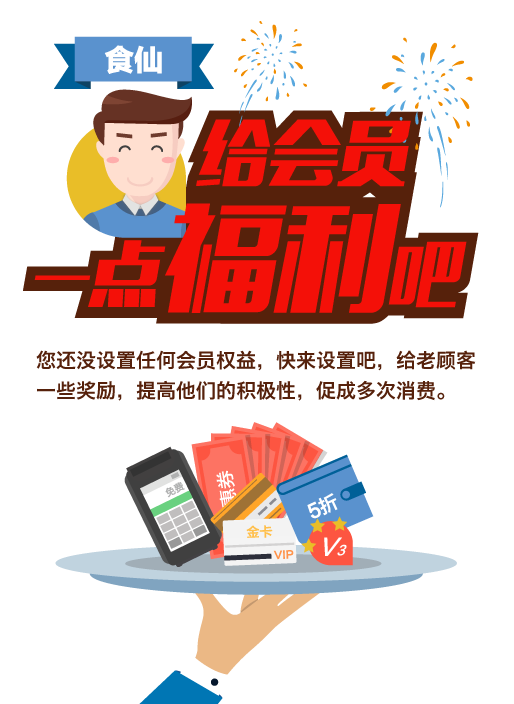 食仙
给会员
一点福利吧
您还没设置任何会员权益，快来设置吧，给老顾客
一些奖励，提高他们的积极性，促成多次消费。
免费
惠券
5折
金卡
VIP
V3